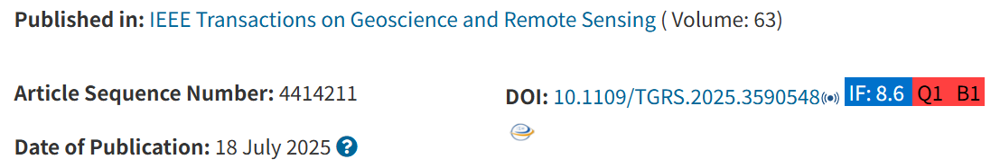 Published in: IEEE Transactions on Geoscience and Remote Sensing ( Volume: 63)
Article Sequence Number: 4414211
DOI: 10.1109/TGRS.2025.3590548 IF: 8.6 Q1 B1
Date of Publication: 18 July 2025 ?